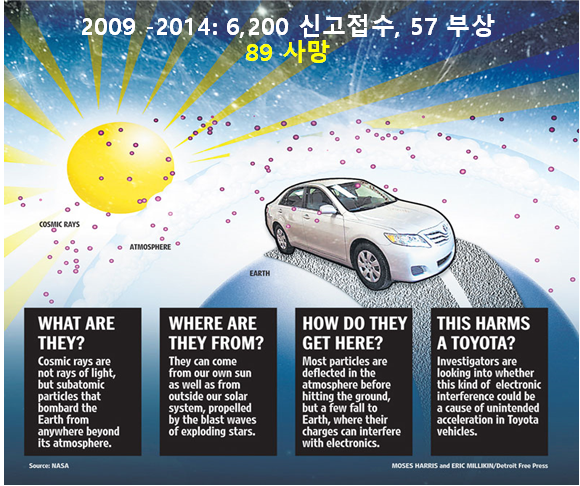 2009 -2014: 6,200 신고접수, 57 부상
89 사망
COSMIC RAYS
ATMOSPHERE
EARTH
WHAT ARE
THEY?
Cosmic rays are
not rays of light,
but subatomic
particles that
bombard the
Earth from
anywhere beyond
its atmosphere.
WHERE ARE
THEY FROM?
They can come
from our own sun
as well as from
outside our solar
system, propelled
by the blast waves
of exploding stars.
HOW DO THEY
GET HERE?
Most particles are
deflected in the
atmosphere before
hitting the ground,
but a few fall to
Earth, where their
charges can interfere
with electronics.
THIS HARMS
A TOYOTA?
Investigators are
looking into whether
this kind of electronic
interference could be
a cause of unintended
acceleration in Toyota
vehicles.
Source: NASA
MOSES HARRIS and ERIC MILLIKIN/Detroit Free Press